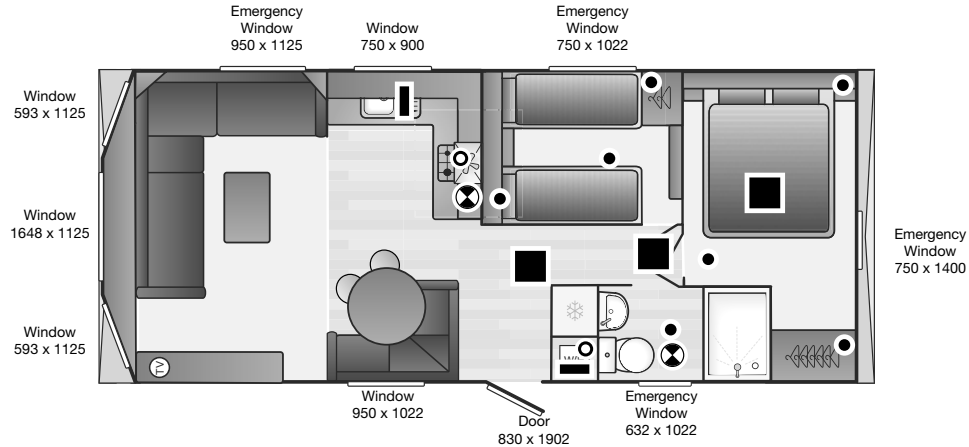 Emergency
Window
950 x 1125
Window
750 x 900
Emergency
Window
750 x 1022
Window
593 x 1125
Window
1648 x 1125
Window
593 x 1125
Emergency
Window
750 x 1400
TV
Window
950 x 1022
Door
830 x 1902
Emergency
Window
632 x 1022